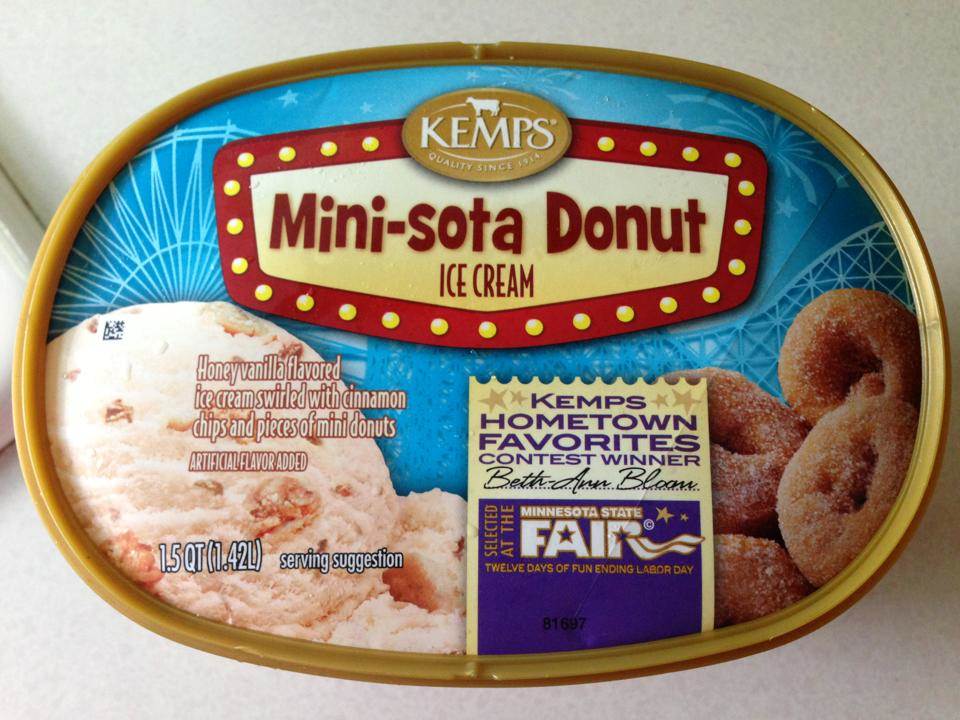 KEMPS®
QUALITY SINCE 1914
Mini-sota Donut
ICE CREAM
Honey vanilla flavored
ice cream swirled with cinnamon
chips and pieces of mini donuts
ARTIFICIAL FLAVOR ADDED
1.5 QT (1.42L) serving suggestion
KEMPS
HOMETOWN
FAVORITES
CONTEST WINNER
Beth-Ann Bloom
SELECTED
AT THE
MINNESOTA STATE
FAIR©
TWELVE DAYS OF FUN ENDING LABOR DAY
81697